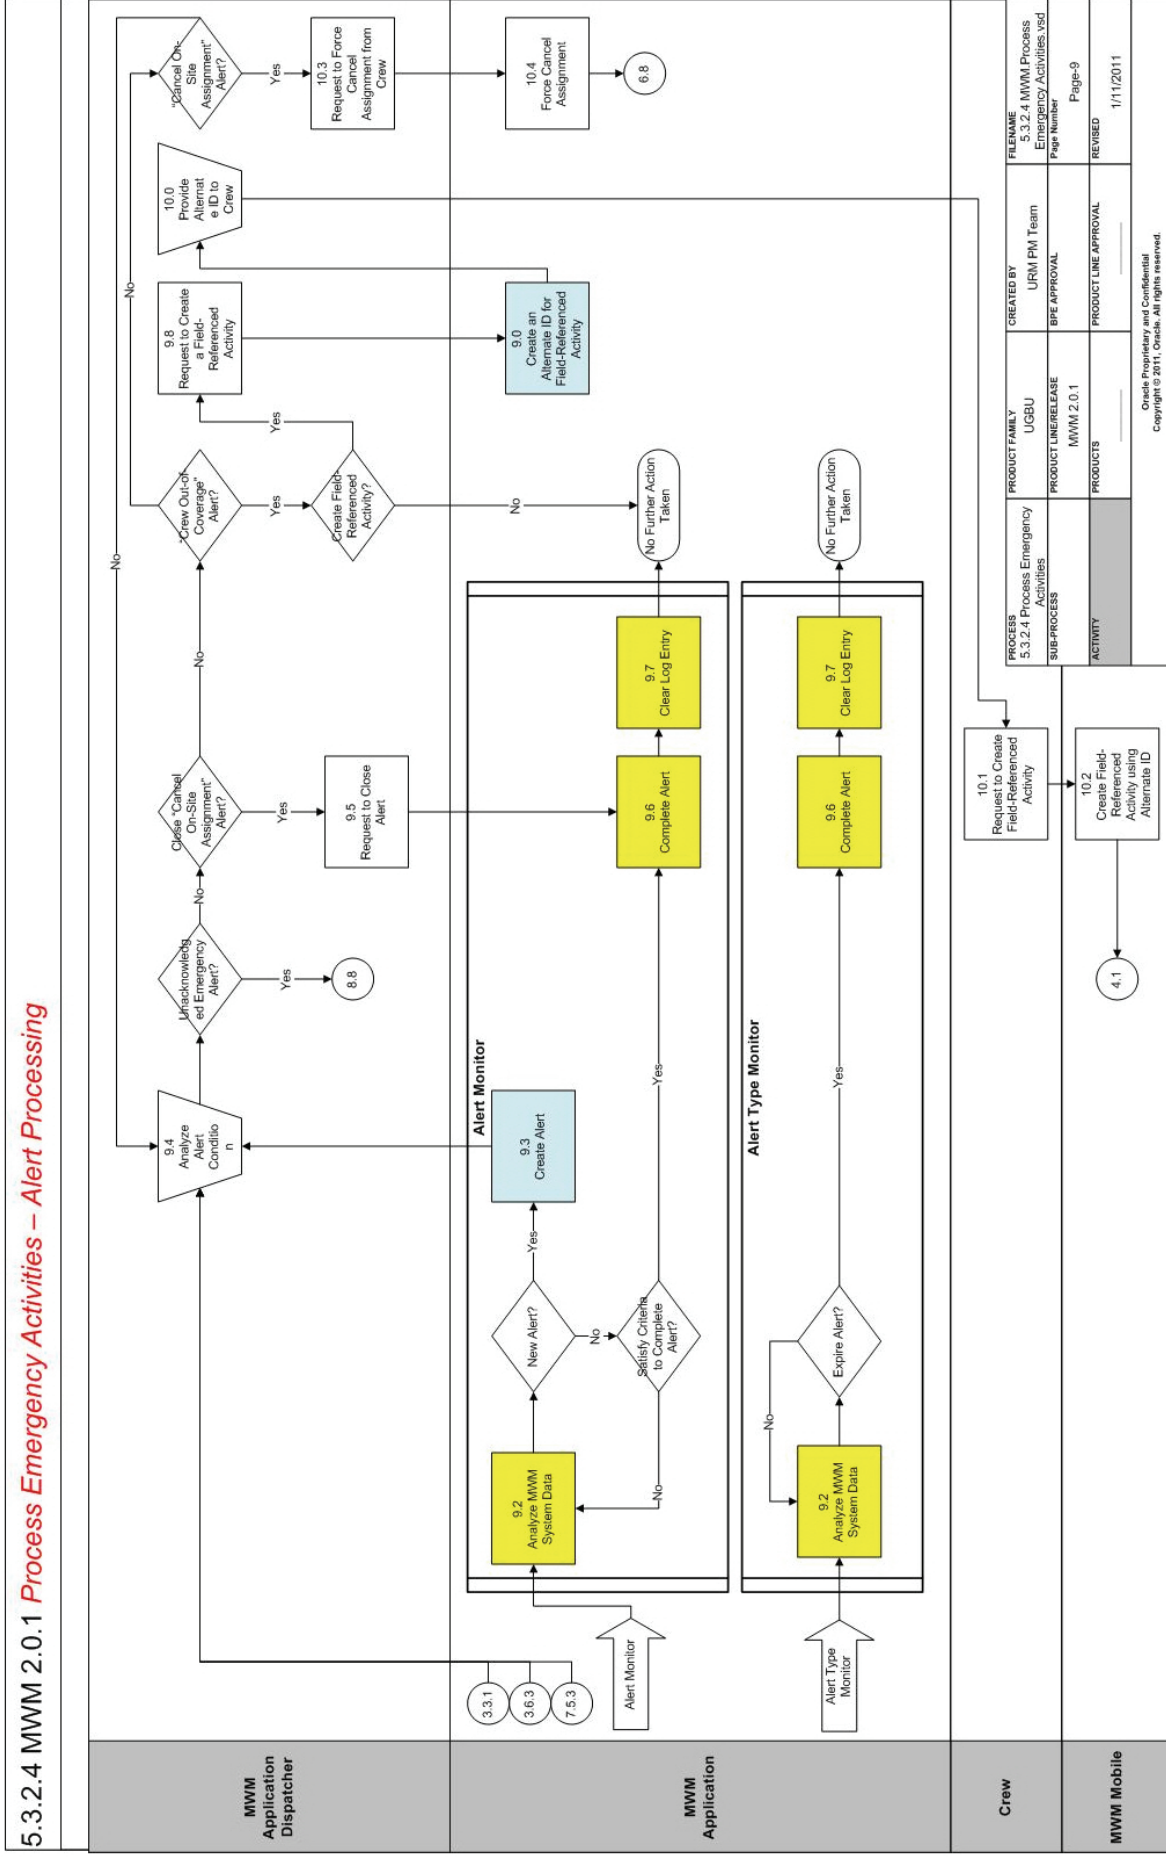 5.3.2.4 MWM 2.0.1 Process Emergency Activities – Alert Processing
MWM
Application
Dispatcher
9.4
Analyze
Alert
Conditio
n
Unacknowledg
ed Emergency
Alert?
Yes
8.8
No
Close "Cancel
On-Site
Assignment"
Alert?
Yes
9.5
Request to Close
Alert
No
"Crew Out-of-
Coverage"
Alert?
Yes
Create Field-
Referenced
Activity?
Yes
No
9.8
Request to Create
a Field-
Referenced
Activity
10.0
Provide
Alternat
e ID to
Crew
No
No
"Cancel On-
Site
Assignment"
Alert?
Yes
10.3
Request to Force
Cancel
Assignment from
Crew
MWM
Application
3.3.1
3.6.3
7.5.3
Alert Monitor
Alert Monitor
9.2
Analyze MWM
System Data
New Alert?
Yes
9.3
Create Alert
No
Satisfy Criteria
to Complete
Alert?
No
Yes
9.6
Complete Alert
9.7
Clear Log Entry
No Further Action
Taken
9.0
Create an
Alternate ID for
Field-Referenced
Activity
10.4
Force Cancel
Assignment
6.8
Alert Type
Monitor
Alert Type Monitor
9.2
Analyze MWM
System Data
No
Expire Alert?
Yes
9.6
Complete Alert
9.7
Clear Log Entry
No Further Action
Taken
Crew
10.1
Request to Create
Field-Referenced
Activity
MWM Mobile
4.1
10.2
Create Field-
Referenced
Activity using
Alternate ID
PROCESS
5.3.2.4 Process Emergency
Activities
PRODUCT FAMILY
UGBU
CREATED BY
URM PM Team
FILENAME
5.3.2.4 MWM.Process
Emergency Activities.vsd
SUB-PROCESS
PRODUCT LINE/RELEASE
MWM 2.0.1
BPE APPROVAL
Page Number
Page-9
ACTIVITY
PRODUCTS
PRODUCT LINE APPROVAL
REVISED
1/11/2011
Oracle Proprietary and Confidential
Copyright © 2011, Oracle. All rights reserved.